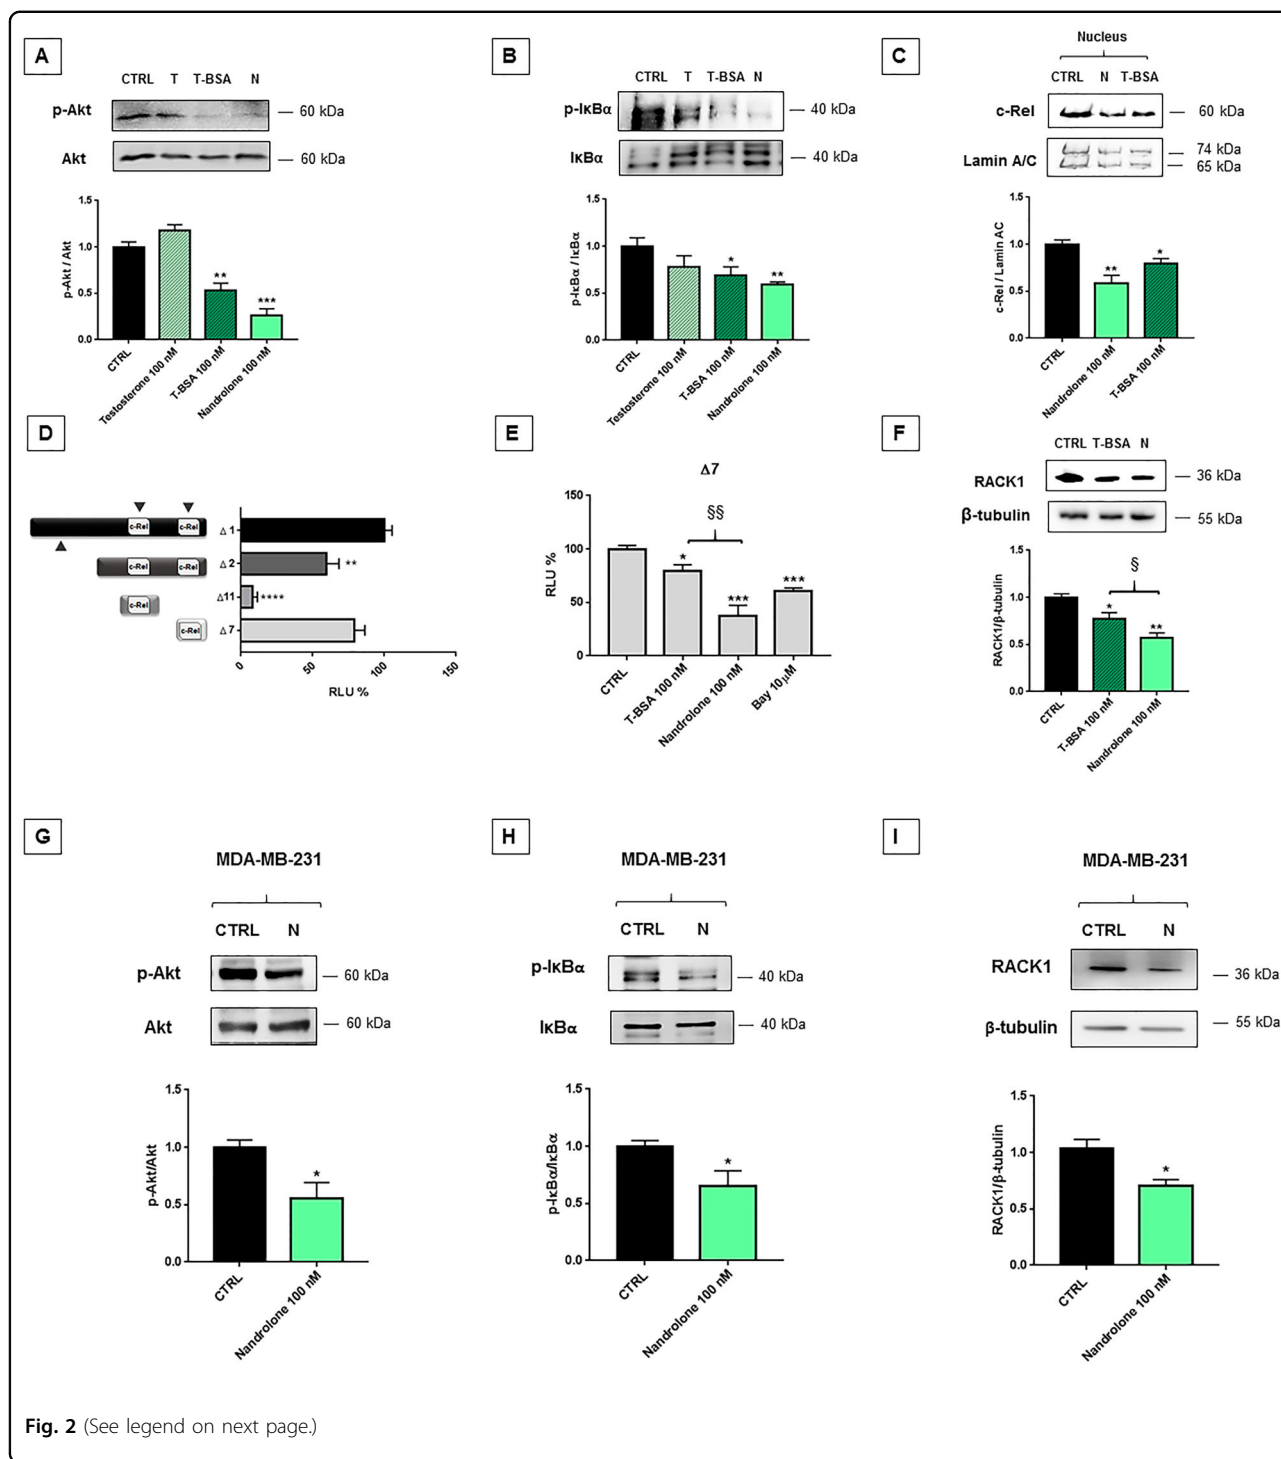 A
CTRL T T-BSA N
p-Akt
60 kDa
Akt
60 kDa
p-Akt / Akt
1.5
1.0
0.5
0.0
**
***
CTRL
Testosterone 100 nM
T-BSA 100 nM
Nandrolone 100 nM
B
CTRL T T-BSA N
p-IκBα
40 kDa
IκBα
40 kDa
p-IκBα / IκBα
1.5
1.0
0.5
0.0
*
**
CTRL
Testosterone 100 nM
T-BSA 100 nM
Nandrolone 100 nM
C
Nucleus
CTRL N T-BSA
c-Rel
60 kDa
Lamin A/C
74 kDa
65 kDa
c-Rel / Lamin AC
1.5
1.0
0.5
0.0
**
*
CTRL
Nandrolone 100 nM
T-BSA 100 nM
D
c-Rel c-Rel
Δ 1
c-Rel c-Rel
Δ 2
**
c-Rel
Δ11
****
c-Rel
Δ 7
0
50
100
150
RLU %
E
Δ7
RLU %
150
100
50
0
§§
*
***
***
CTRL
T-BSA 100 nM
Nandrolone 100 nM
Bay 10μM
F
CTRL T-BSA N
RACK1
36 kDa
β-tubulin
55 kDa
RACK1/β-tubulin
1.5
1.0
0.5
0.0
§
*
**
CTRL
T-BSA 100 nM
Nandrolone 100 nM
G
MDA-MB-231
CTRL N
p-Akt
60 kDa
Akt
60 kDa
p-Akt/Akt
1.5
1.0
0.5
0.0
*
CTRL
Nandrolone 100 nM
H
MDA-MB-231
CTRL N
p-IκBα
40 kDa
IκBα
40 kDa
p-IκBα/IκBα
1.5
1.0
0.5
0.0
*
CTRL
Nandrolone 100 nM
I
MDA-MB-231
CTRL N
RACK1
36 kDa
β-tubulin
55 kDa
RACK1/β-tubulin
1.5
1.0
0.5
0.0
*
CTRL
Nandrolone 100 nM
Fig. 2 (See legend on next page.)